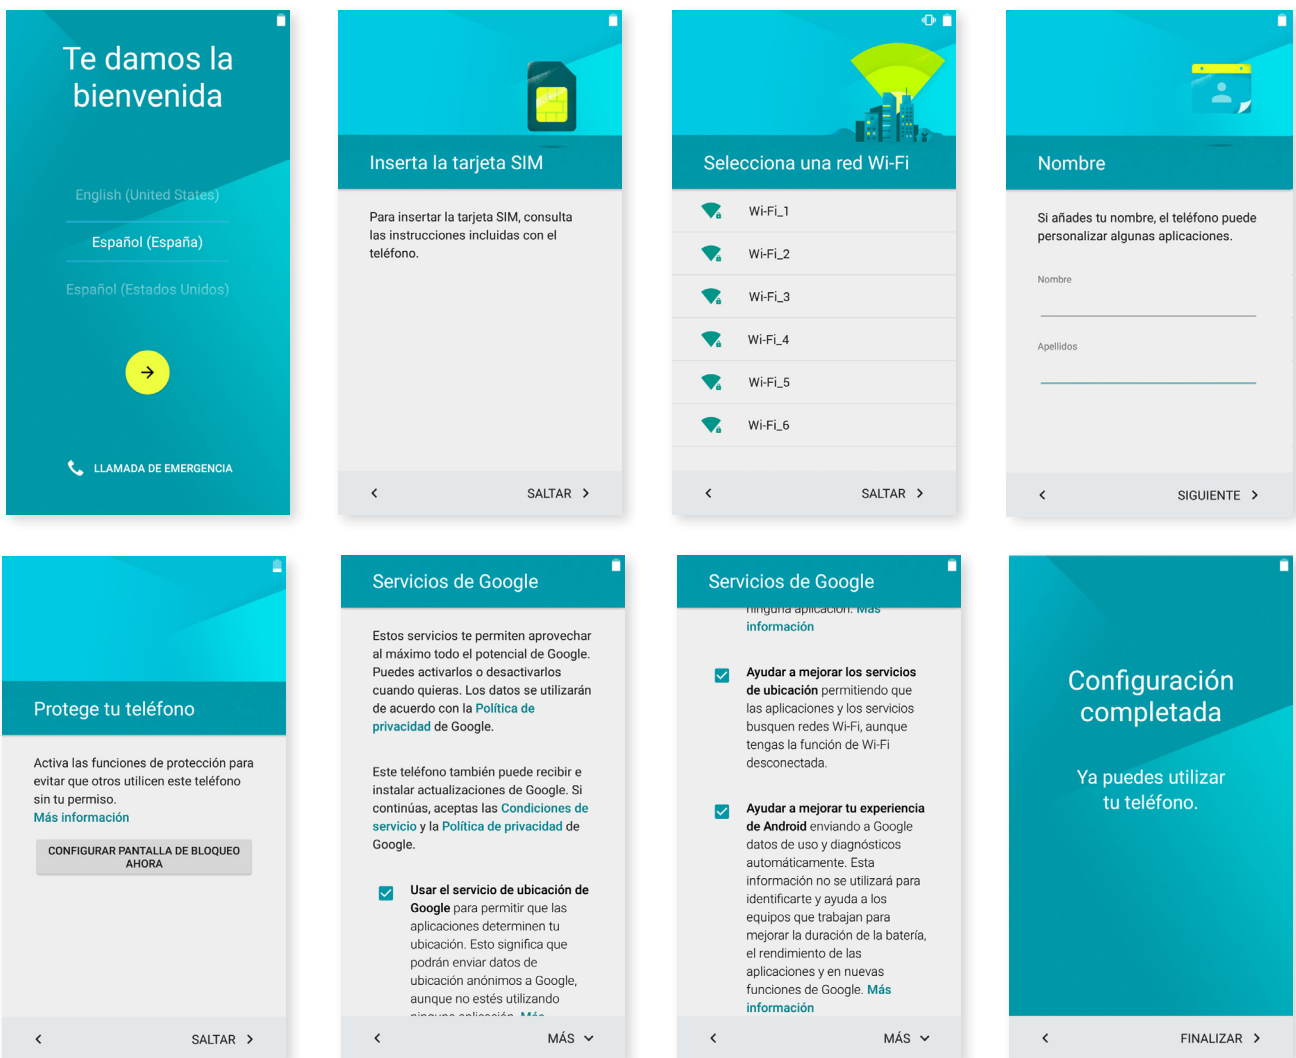 Te damos la
bienvenida
English (United States)
Español (España)
Español (Estados Unidos)
LLAMADA DE EMERGENCIA
Inserta la tarjeta SIM
Para insertar la tarjeta SIM, consulta
las instrucciones incluidas con el
teléfono.
SALTAR
Selecciona una red Wi-Fi
Wi-Fi_1
Wi-Fi_2
Wi-Fi_3
Wi-Fi_4
Wi-Fi_5
Wi-Fi_6
SALTAR
Nombre
Si añades tu nombre, el teléfono puede
personalizar algunas aplicaciones.
Nombre
Apellidos
SIGUIENTE
Protege tu teléfono
Activa las funciones de protección para
evitar que otros utilicen este teléfono
sin tu permiso.
Más información
CONFIGURAR PANTALLA DE BLOQUEO
AHORA
SALTAR
Servicios de Google
Estos servicios te permiten aprovechar
al máximo todo el potencial de Google.
Puedes activarlos o desactivarlos
cuando quieras. Los datos se utilizarán
de acuerdo con la Política de
privacidad de Google.
Este teléfono también puede recibir e
instalar actualizaciones de Google. Si
continúas, aceptas las Condiciones de
servicio y la Política de privacidad de
Google.
Usar el servicio de ubicación de
Google para permitir que las
aplicaciones determinen tu
ubicación. Esto significa que
podrán enviar datos de
ubicación anónimos a Google,
aunque no estés utilizando
ninguna aplicación. Más
MÁS
Servicios de Google
ninguna aplicación. Más
información
Ayudar a mejorar los servicios
de ubicación permitiendo que
las aplicaciones y los servicios
busquen redes Wi-Fi, aunque
tengas la función de Wi-Fi
desconectada.
Ayudar a mejorar tu experiencia
de Android enviando a Google
datos de uso y diagnósticos
automáticamente. Esta
información no se utilizará para
identificarte y ayuda a los
equipos que trabajan para
mejorar la duración de la batería,
el rendimiento de las
aplicaciones y en nuevas
funciones de Google. Más
información
MÁS
Configuración
completada
Ya puedes utilizar
tu teléfono.
FINALIZAR